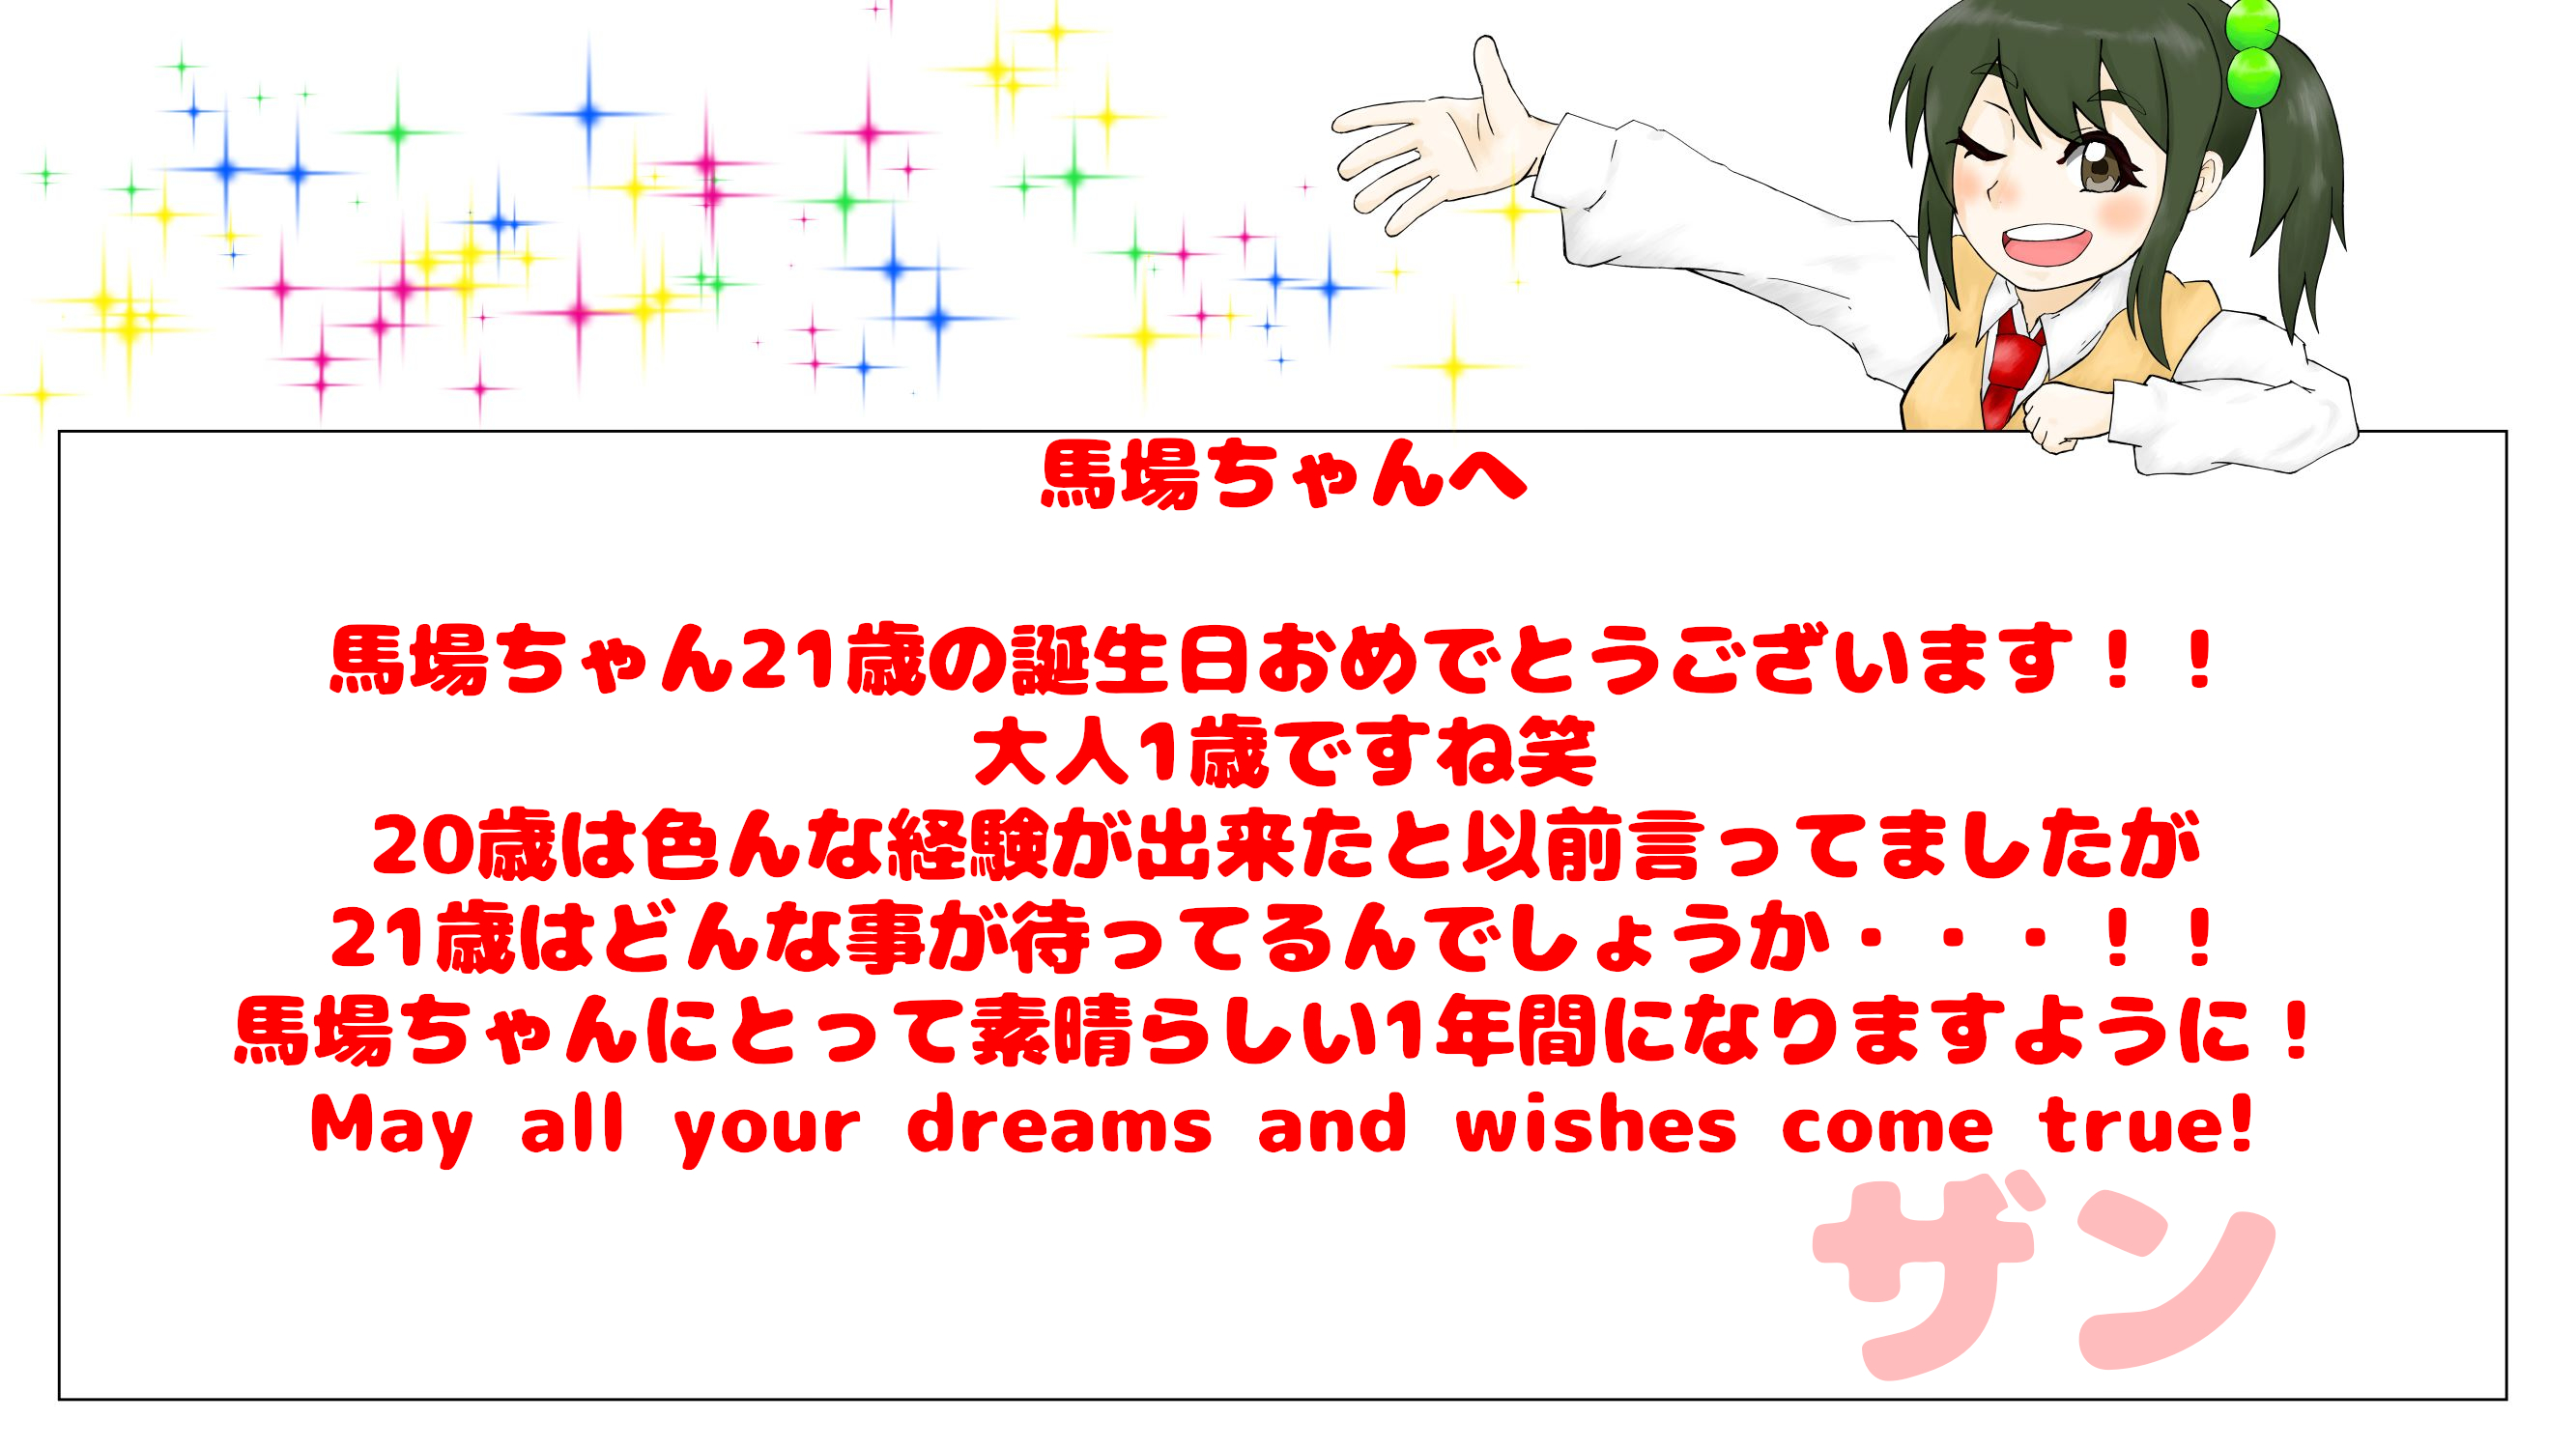 馬場ちゃんへ
馬場ちゃん21歳の誕生日おめでとうございます！！
大人1歳ですね笑
20歳は色んな経験が出来たと以前言ってましたが
21歳はどんな事が待ってるんでしょうか・・・！！
馬場ちゃんにとって素晴らしい1年間になりますように！
May all your dreams and wishes come true!
ザン